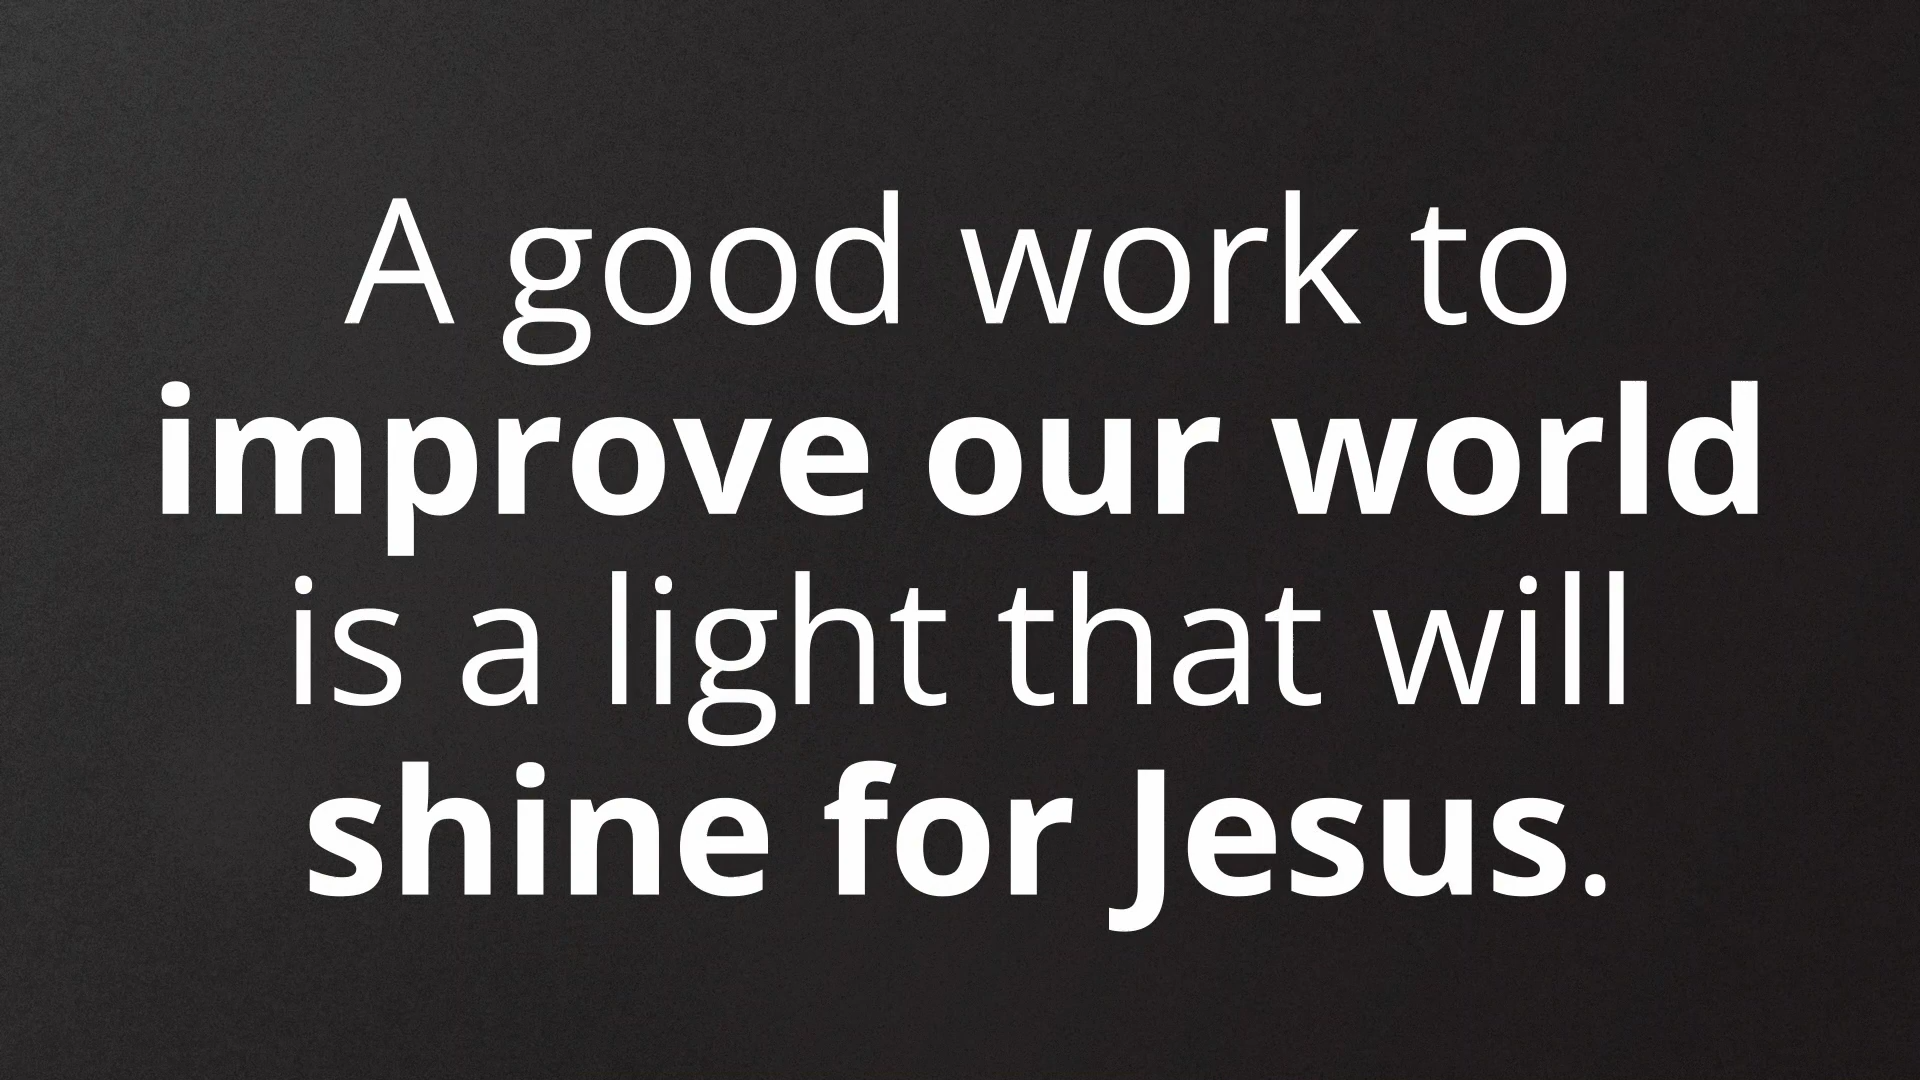 A good work to
improve our world
is a light that will
shine for Jesus.